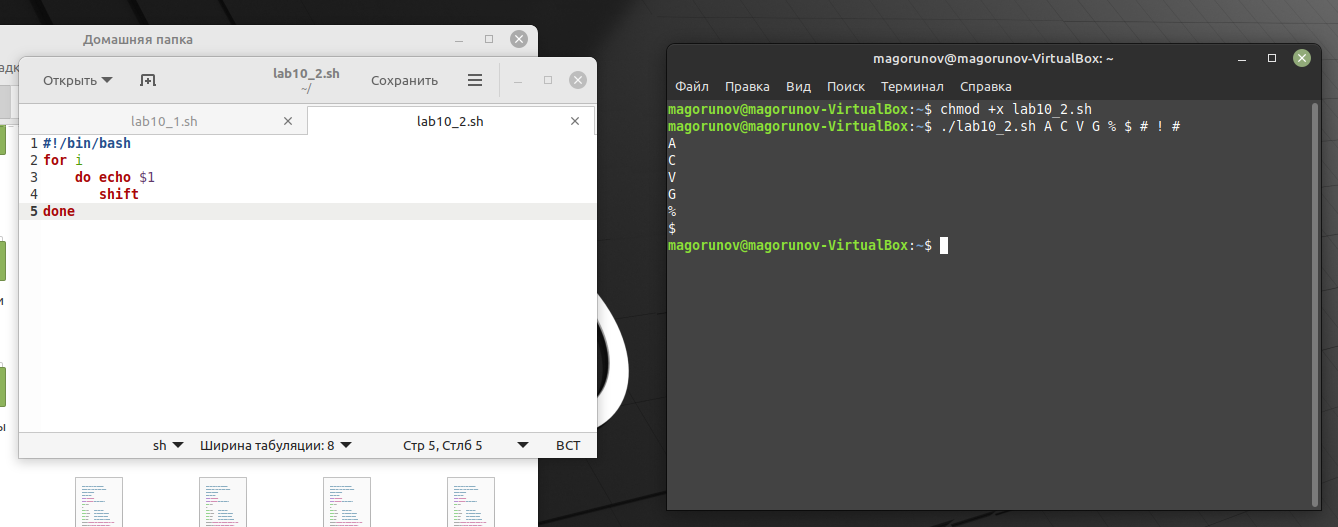 Домашняя папка
Открыть
lab10_2.sh
~/
Сохранить
lab10_1.sh
lab10_2.sh
1 #!/bin/bash
2 for i
3     do echo $1
4        shift
5 done
sh
Ширина табуляции: 8
Стр 5, Стлб 5
ВСТ
magorunov@magorunov-VirtualBox: ~
Файл Правка Вид Поиск Терминал Справка
magorunov@magorunov-VirtualBox:~$ chmod +x lab10_2.sh
magorunov@magorunov-VirtualBox:~$ ./lab10_2.sh A C V G % $ # ! #
A
C
V
G
%
$
magorunov@magorunov-VirtualBox:~$